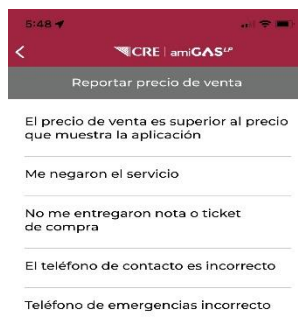 5:48
CRE | amiGAS LP
Reportar precio de venta
El precio de venta es superior al precio
que muestra la aplicación
Me negaron el servicio
No me entregaron nota o ticket
de compra
El teléfono de contacto es incorrecto
Teléfono de emergencias incorrecto